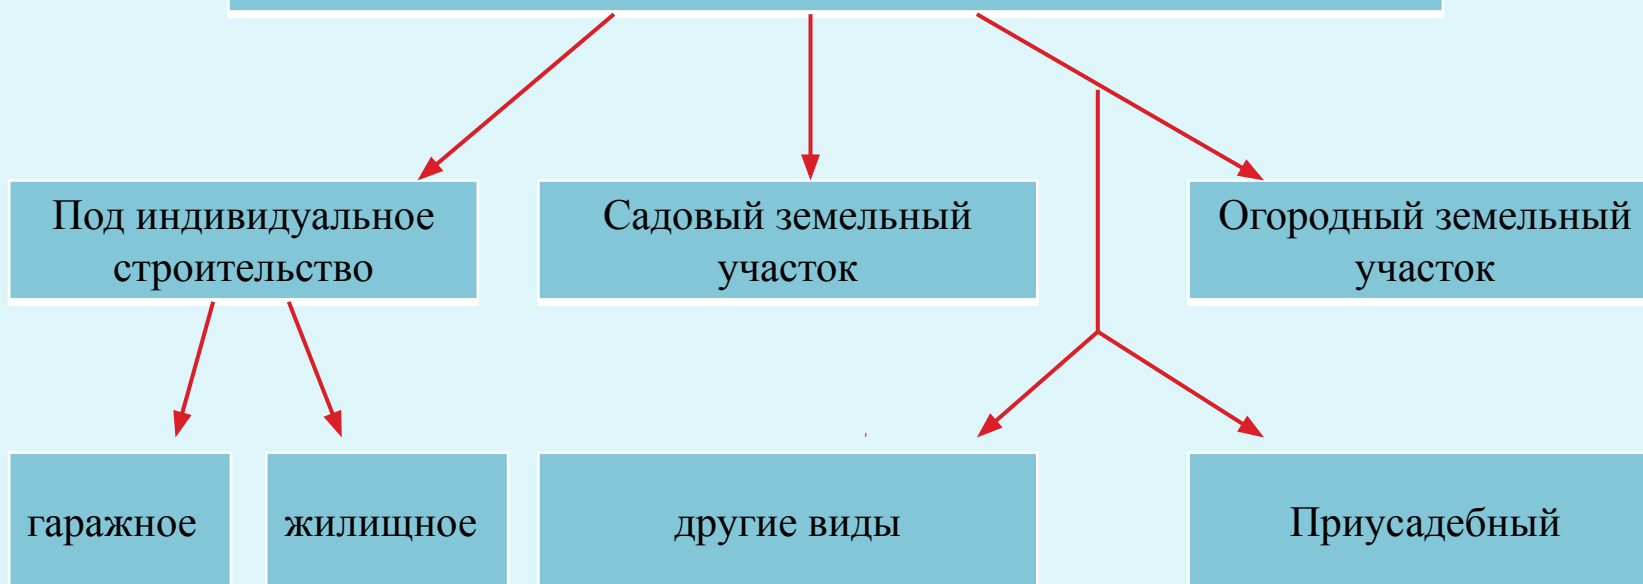 Под индивидуальное
строительство
Садовый земельный
участок
Огородный земельный
участок
гаражное
жилищное
другие виды
Приусадебный